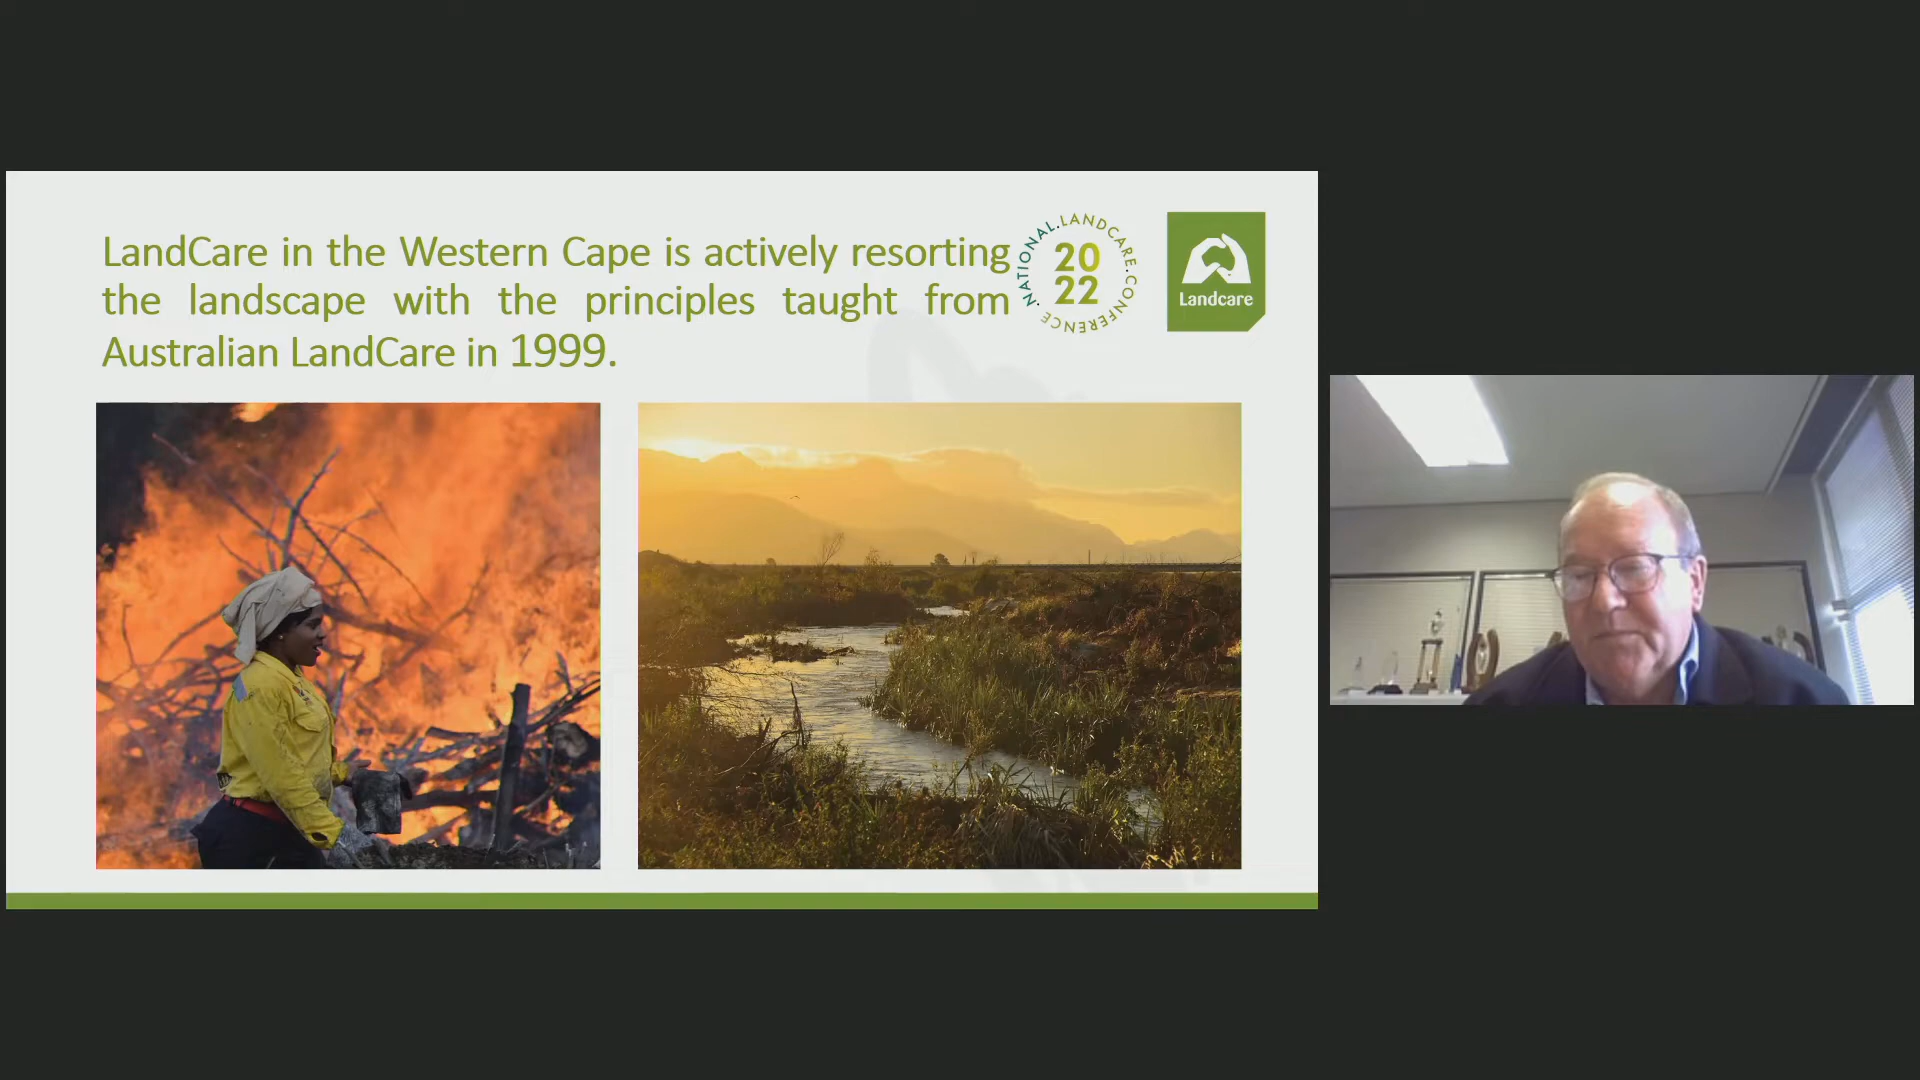 LandCare in the Western Cape is actively resorting
the landscape with the principles taught from
Australian LandCare in 1999.
NATIONAL.LANDCARE.CONFERENCE.
20
22
Landcare